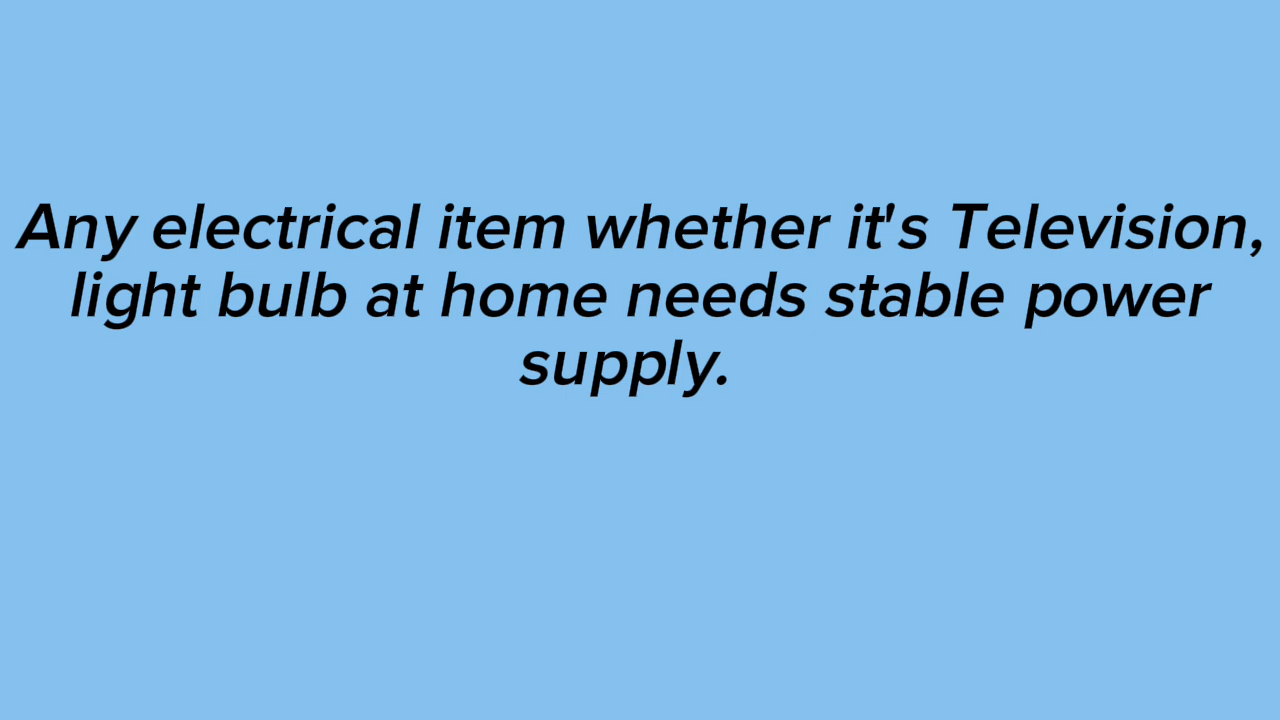 Any electrical item whether it's Television,
light bulb at home needs stable power
supply.